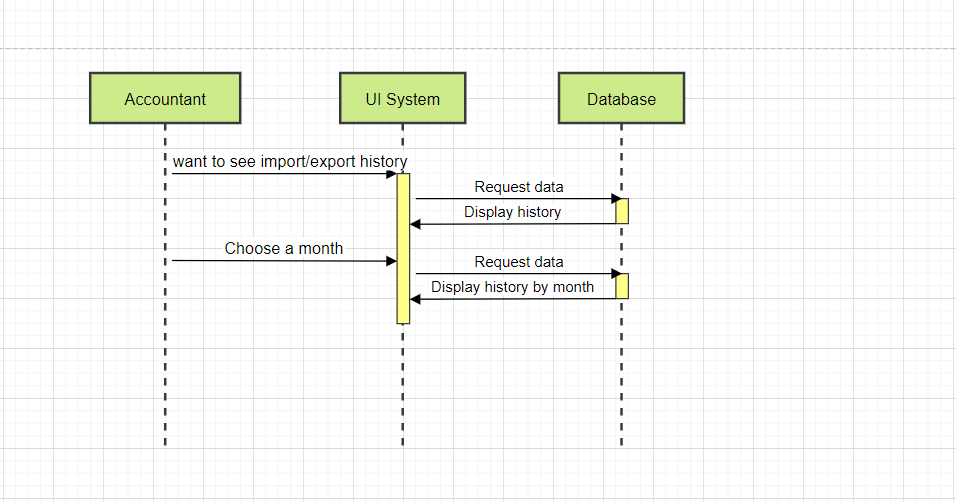 Accountant
UI System
Database
want to see import/export history
Request data
Display history
Choose a month
Request data
Display history by month